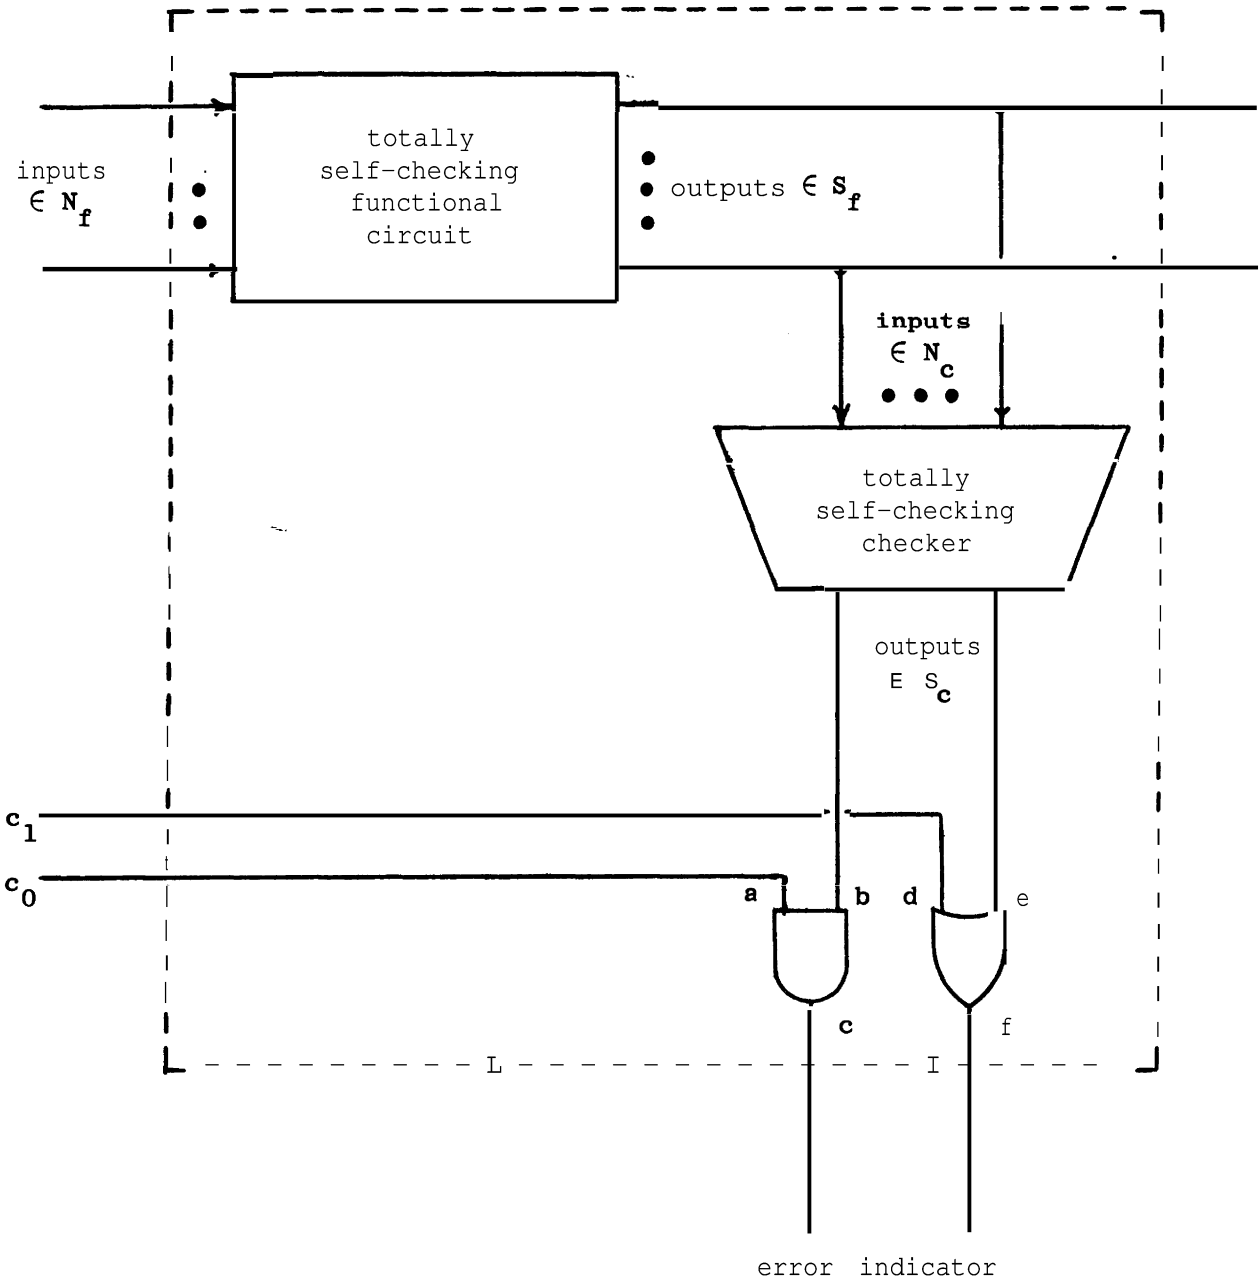 totally
self-checking
functional
circuit
inputs
∈ N_f
outputs ∈ S_f
inputs
∈ N_c
totally
self-checking
checker
outputs
E S_c
c_1
c_0
a
b
d
e
c
f
L
I
error indicator